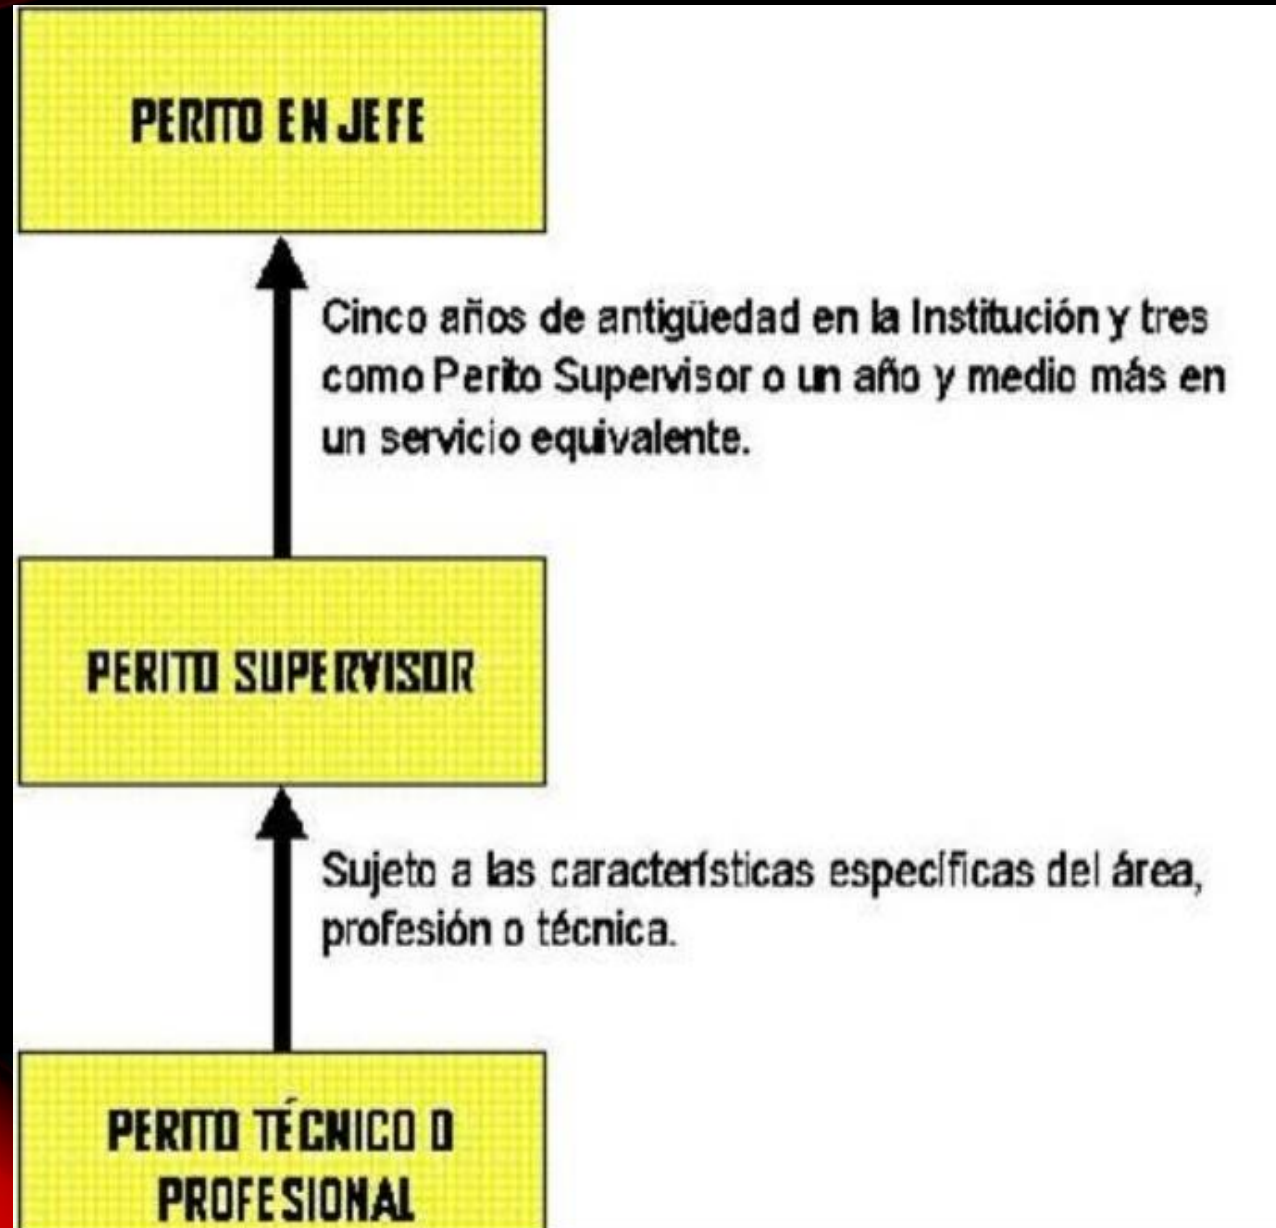 PERITO EN JEFE
Cinco años de antigüedad en la Institución y tres
como Perito Supervisor o un año y medio más en
un servicio equivalente.
PERITO SUPERVISOR
Sujeto a las características específicas del área,
profesión o técnica.
PERITO TÉCNICO O
PROFESIONAL